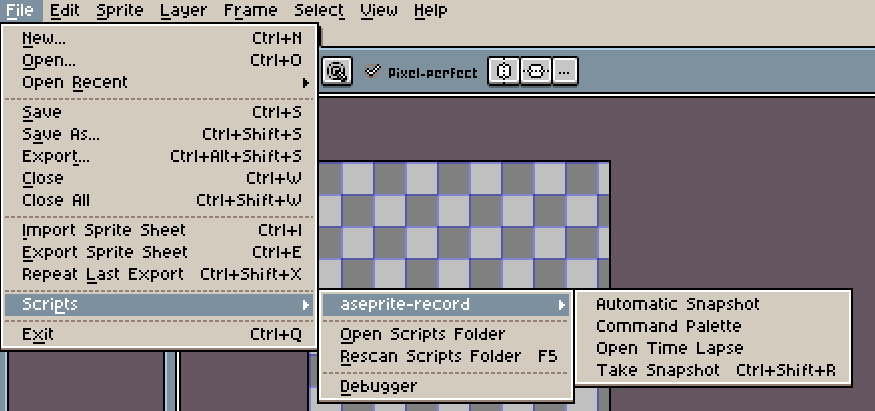 File Edit Sprite Layer Frame Select View Help
New... Ctrl+N
Open... Ctrl+O
Open Recent
Pixel-perfect
...
Save Ctrl+S
Save As... Ctrl+Shift+S
Export... Ctrl+Alt+Shift+S
Close Ctrl+W
Close All Ctrl+Shift+W
Import Sprite Sheet Ctrl+I
Export Sprite Sheet Ctrl+E
Repeat Last Export Ctrl+Shift+X
Scripts
Exit Ctrl+Q
aseprite-record
Open Scripts Folder
Rescan Scripts Folder F5
Debugger
Automatic Snapshot
Command Palette
Open Time Lapse
Take Snapshot Ctrl+Shift+R